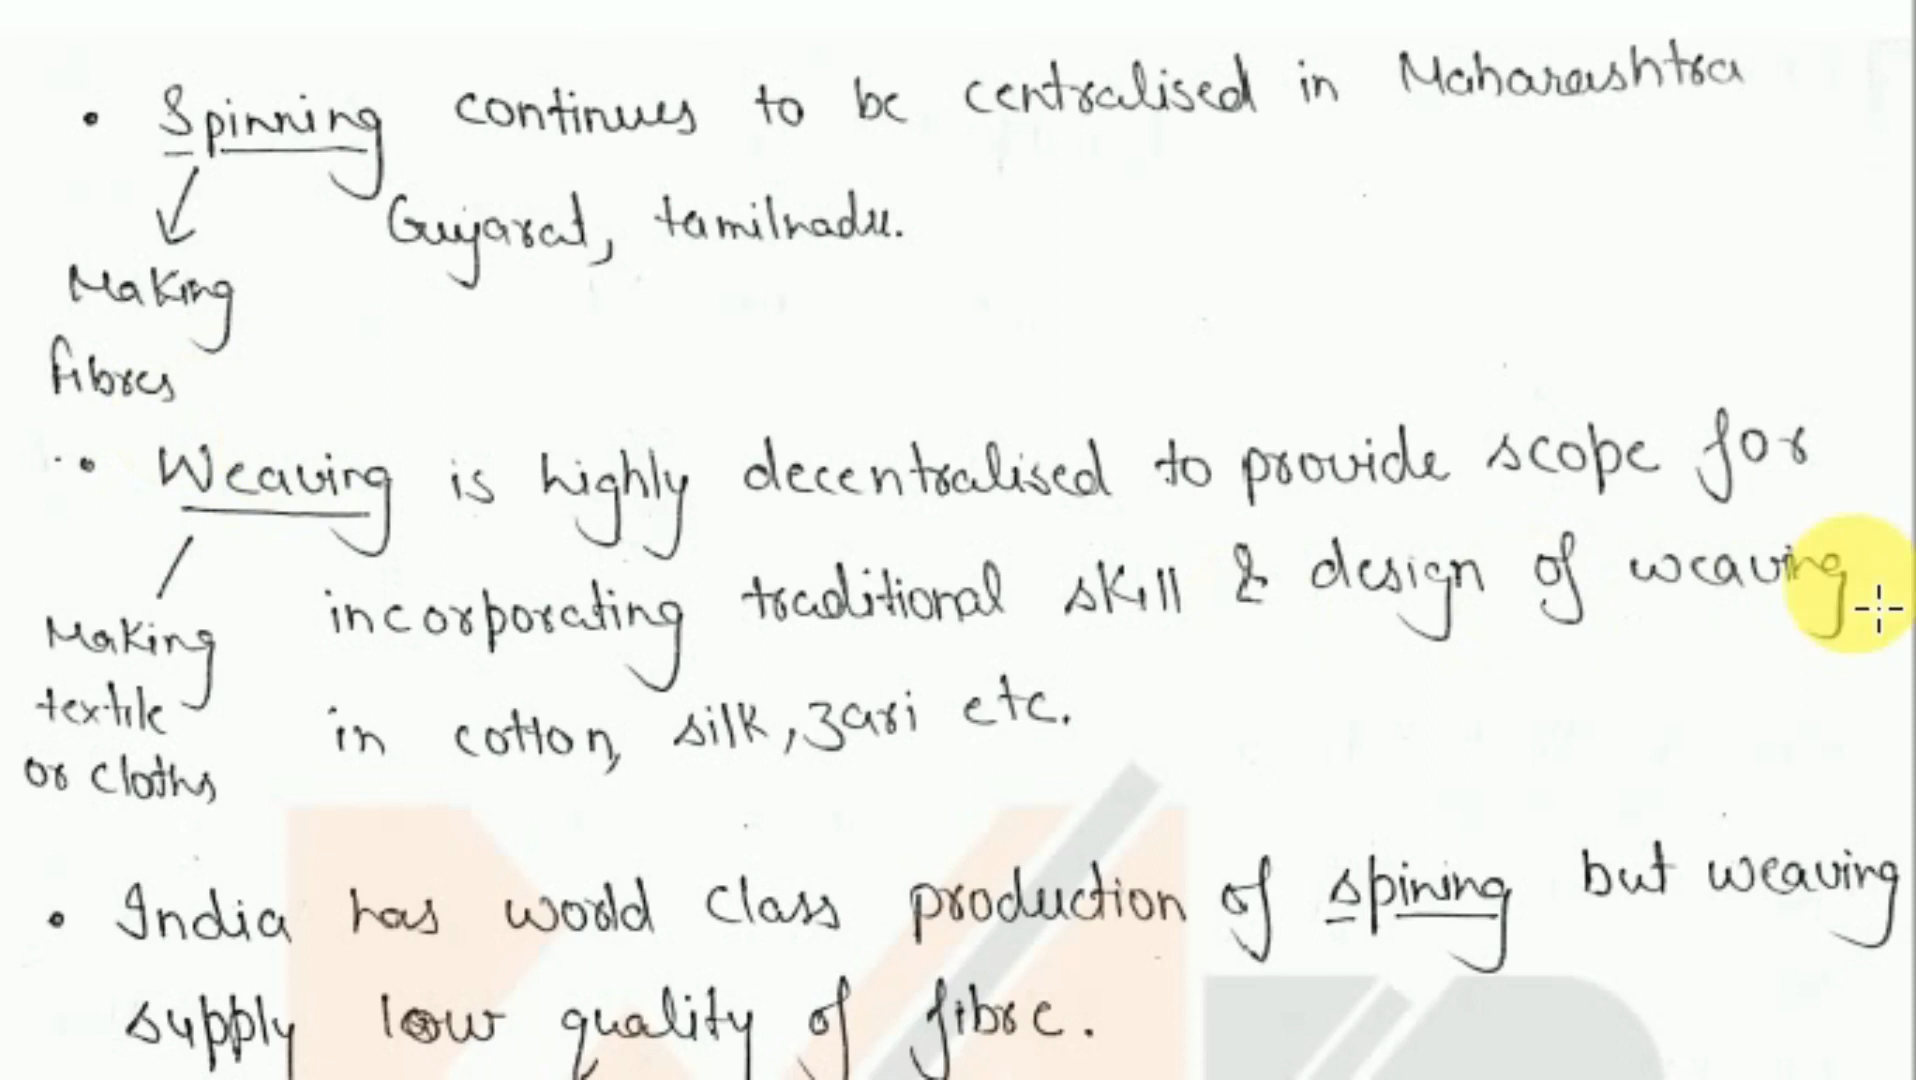 • Spinning continues to be centralised in Maharashtra
Gujarat, tamilnadu.
Making
fibres
• Weaving is highly decentralised to provide scope for
incorporating traditional skill & design of weaving
in cotton, silk, zari etc.
Making
textile
or cloths
• India has world class production of spining but weaving
supply low quality of fibre.